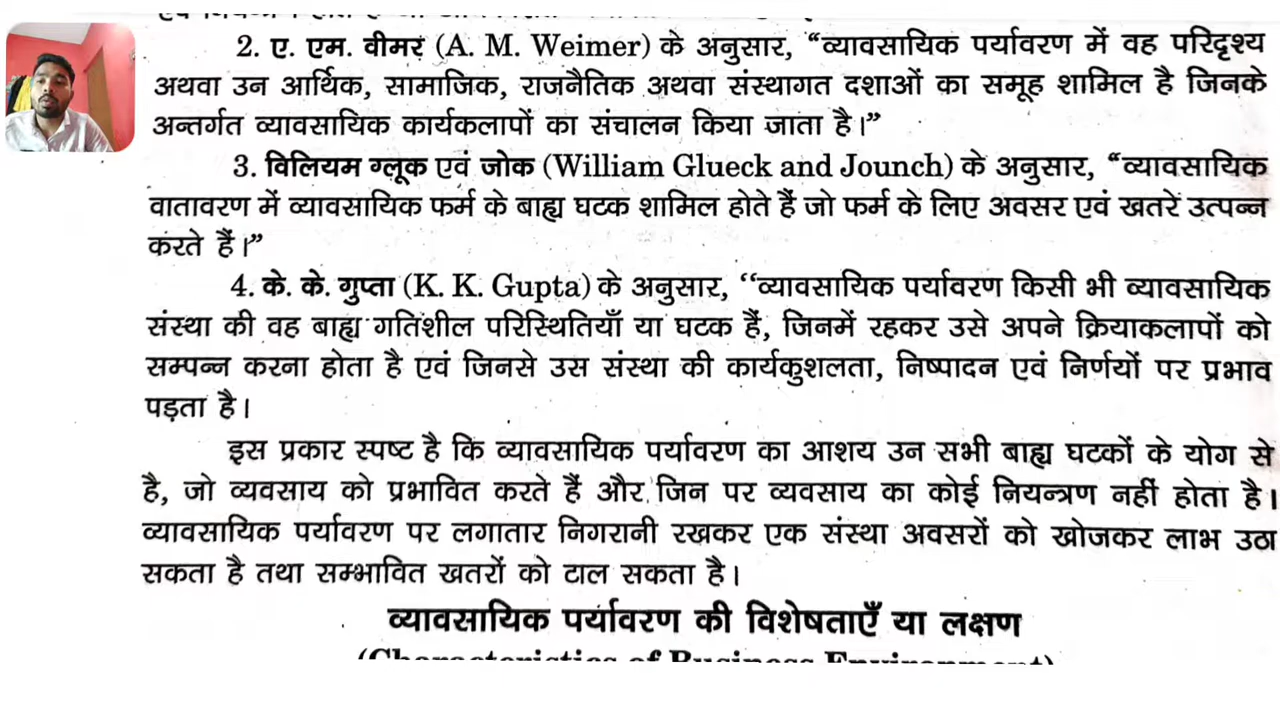 2. ए. एम. वीमर (A. M. Weimer) के अनुसार, “व्यावसायिक पर्यावरण में वह परिदृश्य
अथवा उन आर्थिक, सामाजिक, राजनैतिक अथवा संस्थागत दशाओं का समूह शामिल है जिनके
अन्तर्गत व्यावसायिक कार्यकलापों का संचालन किया जाता है।”
3. विलियम ग्लूक एवं जोक (William Glueck and Jounch) के अनुसार, “व्यावसायिक
वातावरण में व्यावसायिक फर्म के बाह्य घटक शामिल होते हैं जो फर्म के लिए अवसर एवं खतरें उत्पन्न
करते हैं।”
4. के. के. गुप्ता (K. K. Gupta) के अनुसार, ‘‘व्यावसायिक पर्यावरण किसी भी व्यावसायिक
संस्था की वह बाह्य गतिशील परिस्थितियाँ या घटक हैं, जिनमें रहकर उसे अपने क्रियाकलापों को
सम्पन्न करना होता है एवं जिनसे उस संस्था की कार्यकुशलता, निष्पादन एवं निर्णयों पर प्रभाव
पड़ता है।
इस प्रकार स्पष्ट है कि व्यावसायिक पर्यावरण का आशय उन सभी बाह्य घटकों के योग से
है, जो व्यवसाय को प्रभावित करते हैं और जिन पर व्यवसाय का कोई नियन्त्रण नहीं होता है।
व्यावसायिक पर्यावरण पर लगातार निगरानी रखकर एक संस्था अवसरों को खोजकर लाभ उठा
सकता है तथा सम्भावित खतरों को टाल सकता है।
व्यावसायिक पर्यावरण की विशेषताएँ या लक्षण
(Characteristics of Business Environment)